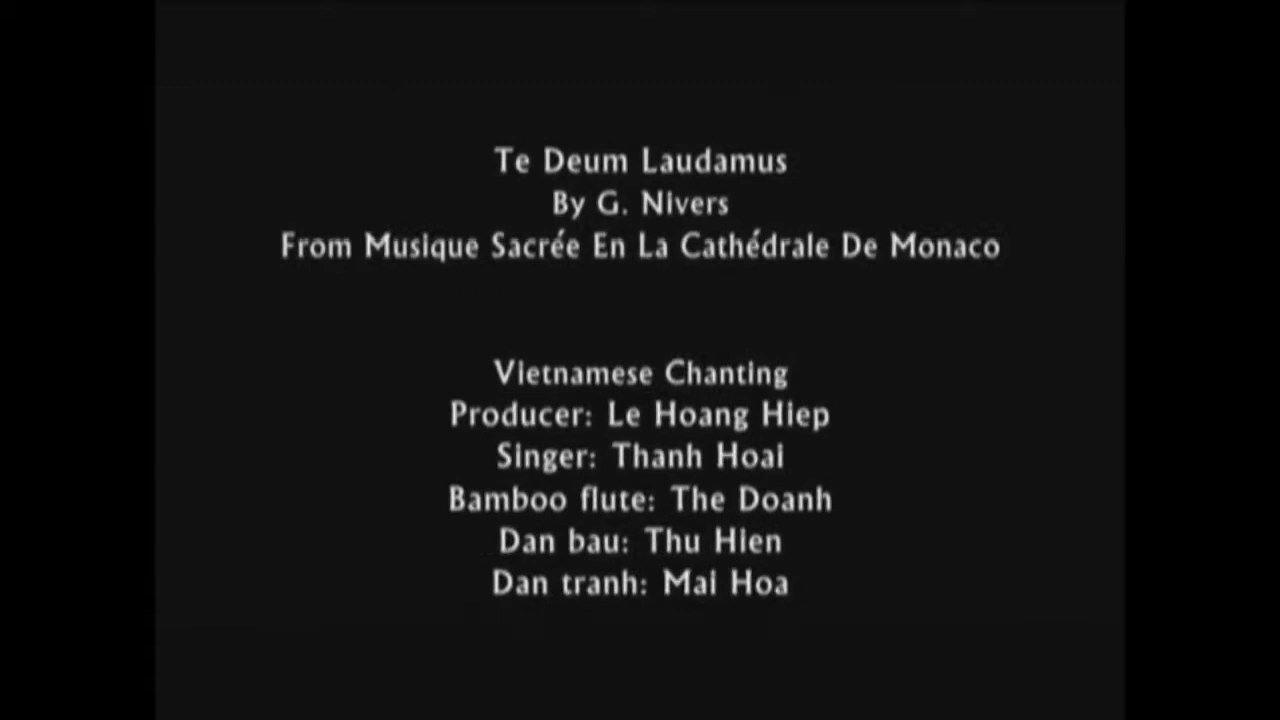 Te Deum Laudamus
By G. Nivers
From Musique Sacrée En La Cathédrale De Monaco
Vietnamese Chanting
Producer: Le Hoang Hiep
Singer: Thanh Hoai
Bamboo flute: The Doanh
Dan bau: Thu Hien
Dan tranh: Mai Hoa